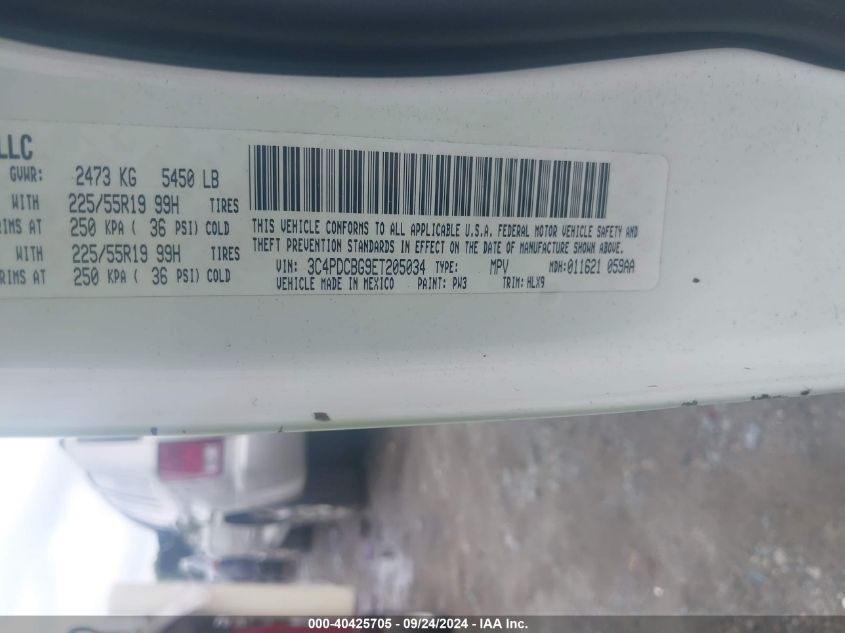 LLC
GVWR: 2473 KG 5450 LB
WITH 225/55R19 99H TIRES
RIMS AT 250 KPA ( 36 PSI) COLD
WITH 225/55R19 99H TIRES
RIMS AT 250 KPA ( 36 PSI) COLD
THIS VEHICLE CONFORMS TO ALL APPLICABLE U.S.A. FEDERAL MOTOR VEHICLE SAFETY AND
THEFT PREVENTION STANDARDS IN EFFECT ON THE DATE OF MANUFACTURE SHOWN ABOVE.
VIN: 3C4PDCBG9ET205034 TYPE: MPV MDH:011621 059AA
VEHICLE MADE IN MEXICO PAINT: PW3 TRIM: HLX9
000-40425705 - 09/24/2024 - IAA Inc.